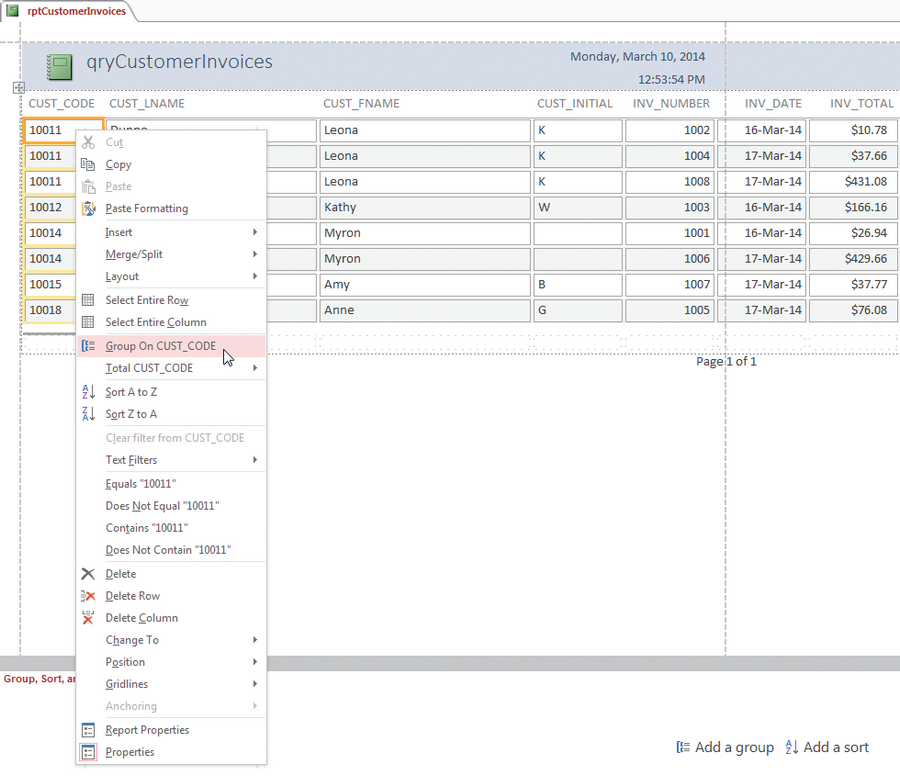 rptCustomerInvoices
qryCustomerInvoices
Monday, March 10, 2014
12:53:54 PM
CUST_CODE CUST_LNAME CUST_FNAME CUST_INITIAL INV_NUMBER INV_DATE INV_TOTAL
10011 Dunne Leona K 1002 16-Mar-14 $10.78
10011 Leona K 1004 17-Mar-14 $37.66
10011 Leona K 1008 17-Mar-14 $431.08
10012 Kathy W 1003 16-Mar-14 $166.16
10014 Myron 1001 16-Mar-14 $26.94
10014 Myron 1006 17-Mar-14 $429.66
10015 Amy B 1007 17-Mar-14 $37.77
10018 Anne G 1005 17-Mar-14 $76.08
Page 1 of 1
Cut
Copy
Paste
Paste Formatting
Insert
Merge/Split
Layout
Select Entire Row
Select Entire Column
Group On CUST_CODE
Total CUST_CODE
Sort A to Z
Sort Z to A
Clear filter from CUST_CODE
Text Filters
Equals "10011"
Does Not Equal "10011"
Contains "10011"
Does Not Contain "10011"
Delete
Delete Row
Delete Column
Change To
Position
Gridlines
Anchoring
Report Properties
Properties
Group, Sort,
Add a group Add a sort